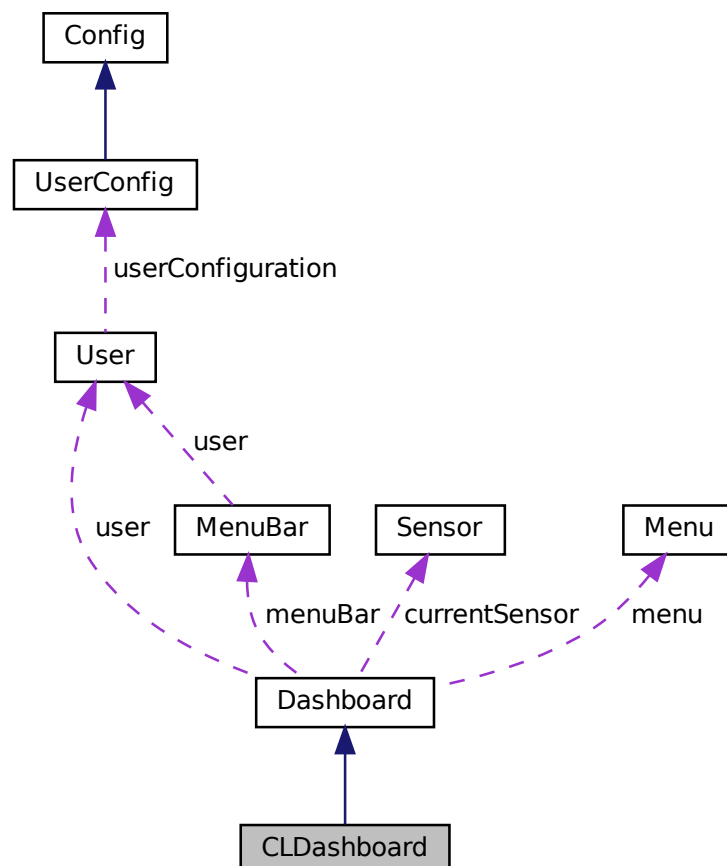 Config
UserConfig
userConfiguration
User
user
user
MenuBar
Sensor
Menu
menuBar
currentSensor
menu
Dashboard
CLDashboard